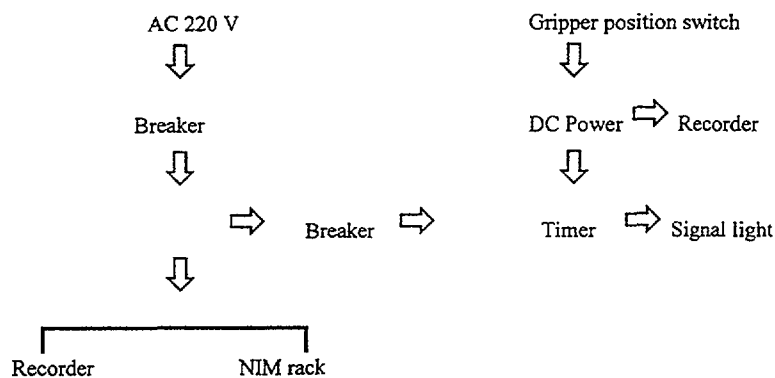 AC 220 V
Gripper position switch
Breaker
DC Power
Recorder
Breaker
Timer
Signal light
Recorder
NIM rack